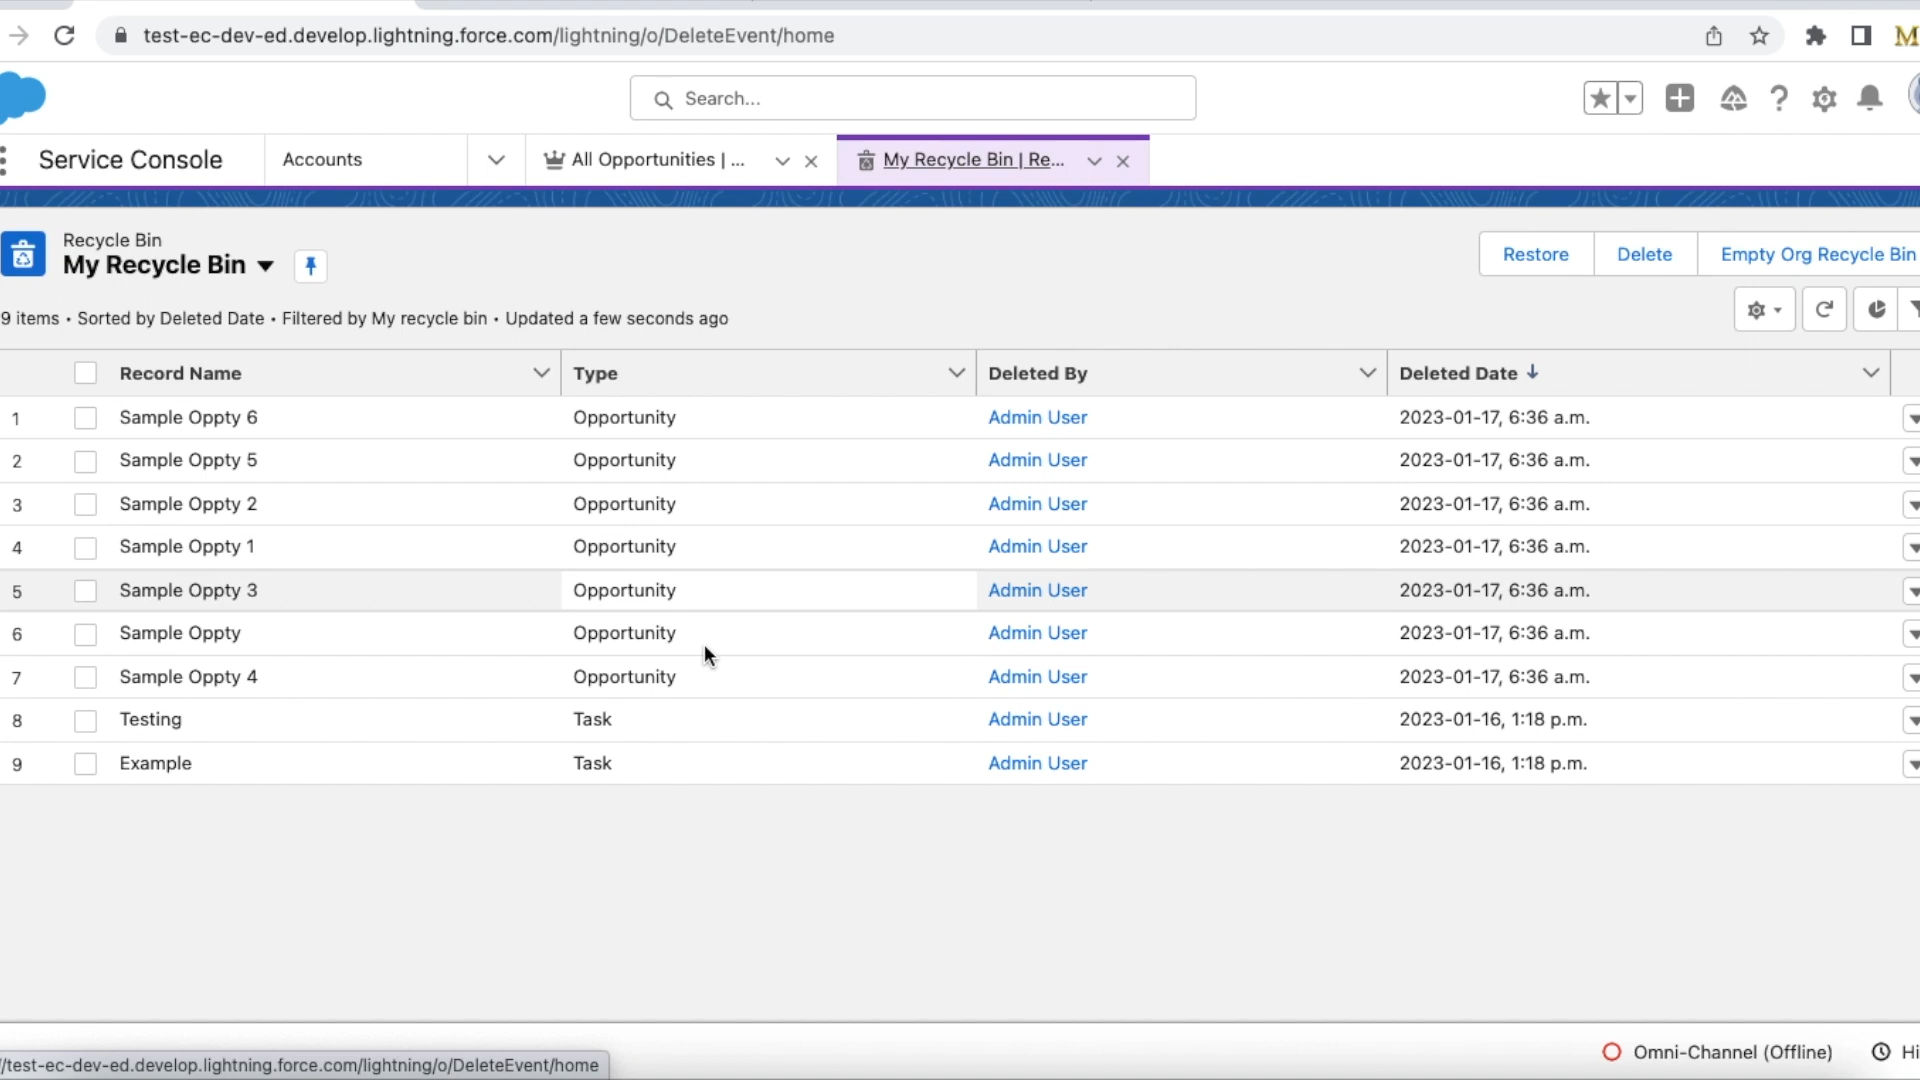 test-ec-dev-ed.develop.lightning.force.com/lightning/o/DeleteEvent/home
M
Search...
Service Console Accounts All Opportunities | ... My Recycle Bin | Re...
Recycle Bin
My Recycle Bin
Restore Delete Empty Org Recycle Bin
9 items • Sorted by Deleted Date • Filtered by My recycle bin • Updated a few seconds ago
Record Name Type Deleted By Deleted Date
1 Sample Oppty 6 Opportunity Admin User 2023-01-17, 6:36 a.m.
2 Sample Oppty 5 Opportunity Admin User 2023-01-17, 6:36 a.m.
3 Sample Oppty 2 Opportunity Admin User 2023-01-17, 6:36 a.m.
4 Sample Oppty 1 Opportunity Admin User 2023-01-17, 6:36 a.m.
5 Sample Oppty 3 Opportunity Admin User 2023-01-17, 6:36 a.m.
6 Sample Oppty Opportunity Admin User 2023-01-17, 6:36 a.m.
7 Sample Oppty 4 Opportunity Admin User 2023-01-17, 6:36 a.m.
8 Testing Task Admin User 2023-01-16, 1:18 p.m.
9 Example Task Admin User 2023-01-16, 1:18 p.m.
Omni-Channel (Offline) Hi
/test-ec-dev-ed.develop.lightning.force.com/lightning/o/DeleteEvent/home